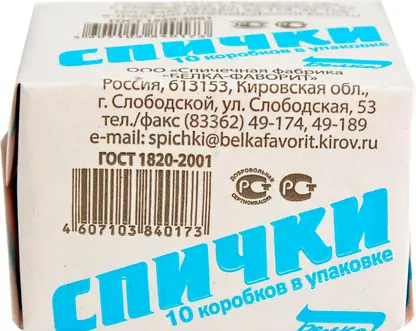 СПИЧКИ
10 коробков в упаковке
ООО «Спичечная фабрика
"БЕЛКА-ФАВОРИТ»
Россия, 613153, Кировская обл.,
г. Слободской, ул. Слободская, 53
тел./факс (83362) 49-174, 49-189
e-mail: spichki@belkafavorit.kirov.ru
ГОСТ 1820-2001
ДОБРОВОЛЬНАЯ
СЕРТИФИКАЦИЯ
4 607103 840173
СПИЧКИ
10 коробков в упаковке